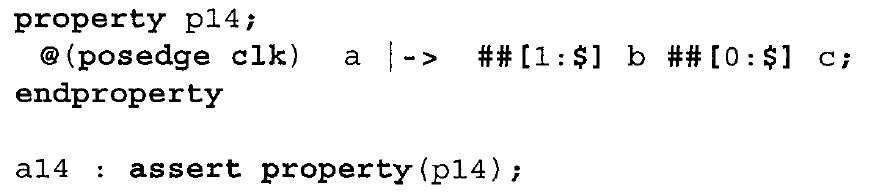 property p14;
@(posedge clk) a |-> ##[1:$] b ##[0:$] c;
endproperty
a14 : assert property(p14);